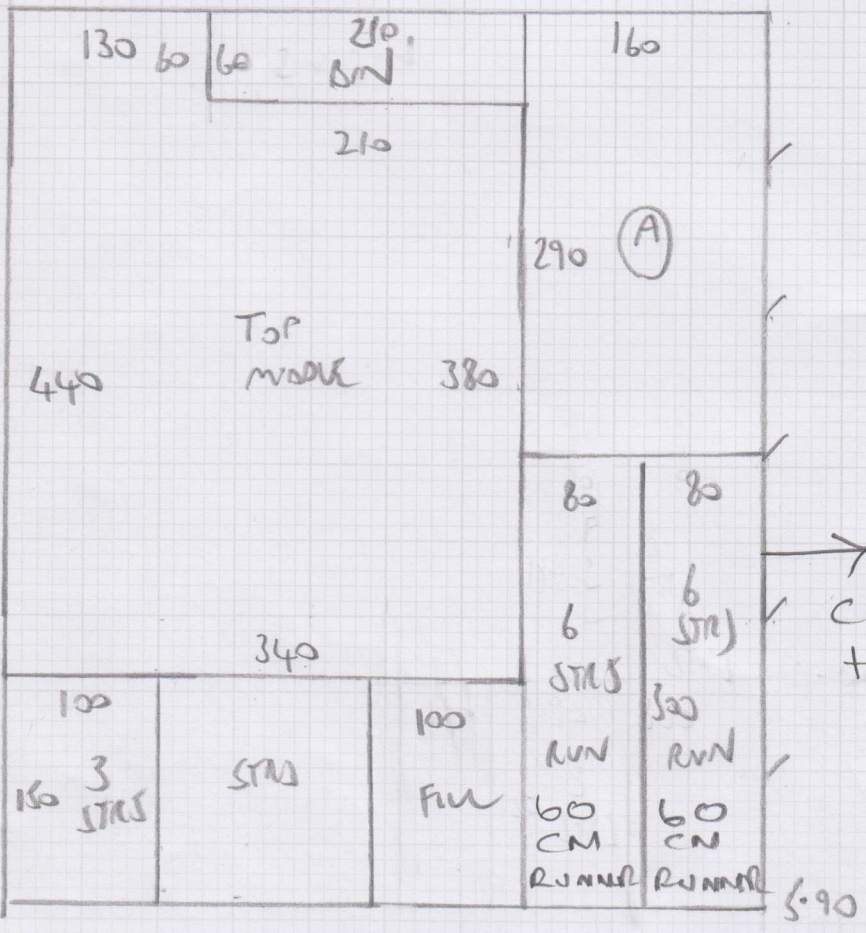 130 60 60 210. 160
BIN
210
290 A
TOP
MIDDLE 380
440
80 80
6
STRS
6
STRS
340
100 100 300
150 3
STRS
STRS
FILL
RUN RUN
60 60
CM CM
RUNNER RUNNER
5.90
C
+